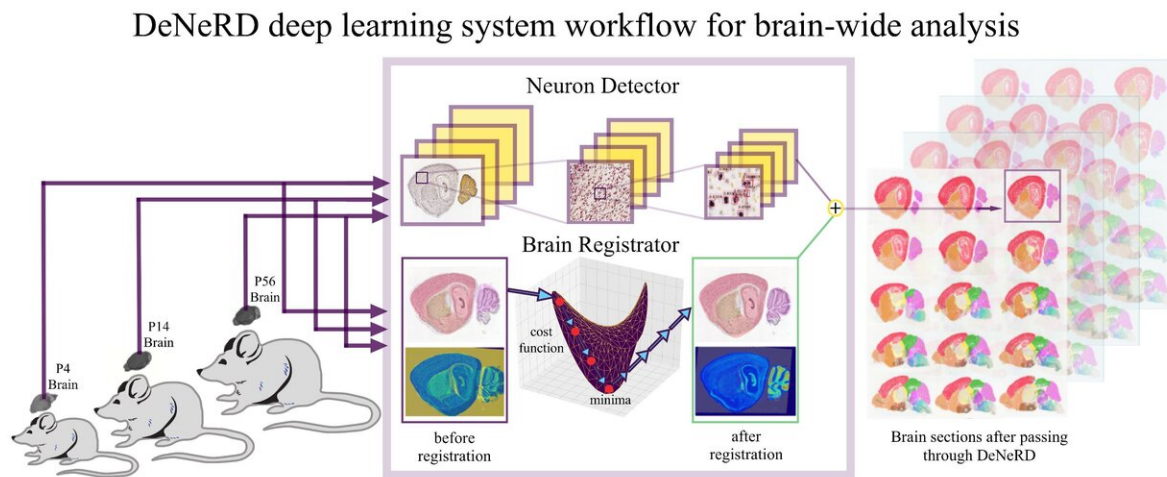 DeNeRD deep learning system workflow for brain-wide analysis
Neuron Detector
Brain Registrator
P56
Brain
P14
Brain
P4
Brain
cost
function
minima
before
registration
after
registration
Brain sections after passing
through DeNeRD